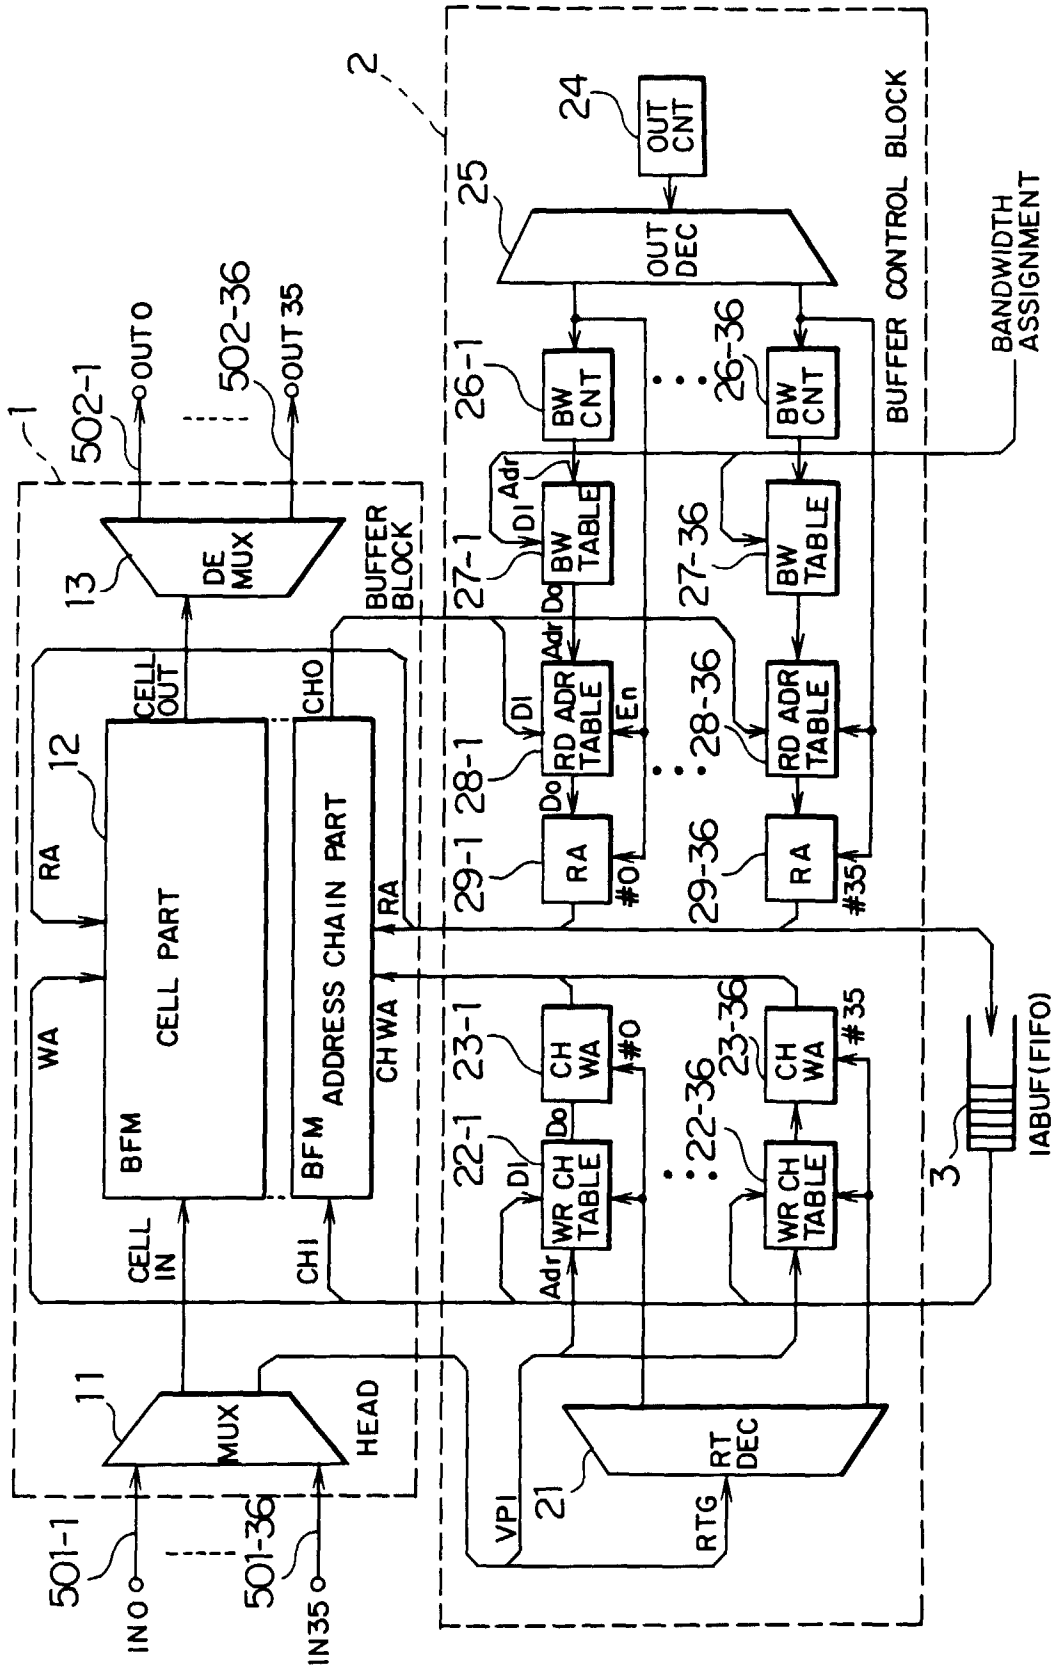 1
IN0
501-1
501-36
IN35
11
MUX
HEAD
CELL
IN
CHI
WA
RA
12
BFM
CELL PART
BFM
ADDRESS CHAIN PART
CHWA
RA
CELL
OUT
CHO
13
DE
MUX
BUFFER
BLOCK
502-1
OUT0
502-36
OUT35
2
VPI
RTG
21
RT
DEC
Adr
DI
22-1
WR CH
TABLE
Do
23-1
CH
WA
#0
22-36
WR CH
TABLE
23-36
CH
WA
#35
29-1
RA
#0
Do
28-1
DI
RD ADR
TABLE
En
Adr
Do
27-1
DI
BW
TABLE
Adr
26-1
BW
CNT
25
OUT
DEC
24
OUT
CNT
29-36
RA
#35
28-36
RD ADR
TABLE
27-36
BW
TABLE
26-36
BW
CNT
BUFFER CONTROL BLOCK
3
IABUF(FIFO)
BANDWIDTH
ASSIGNMENT